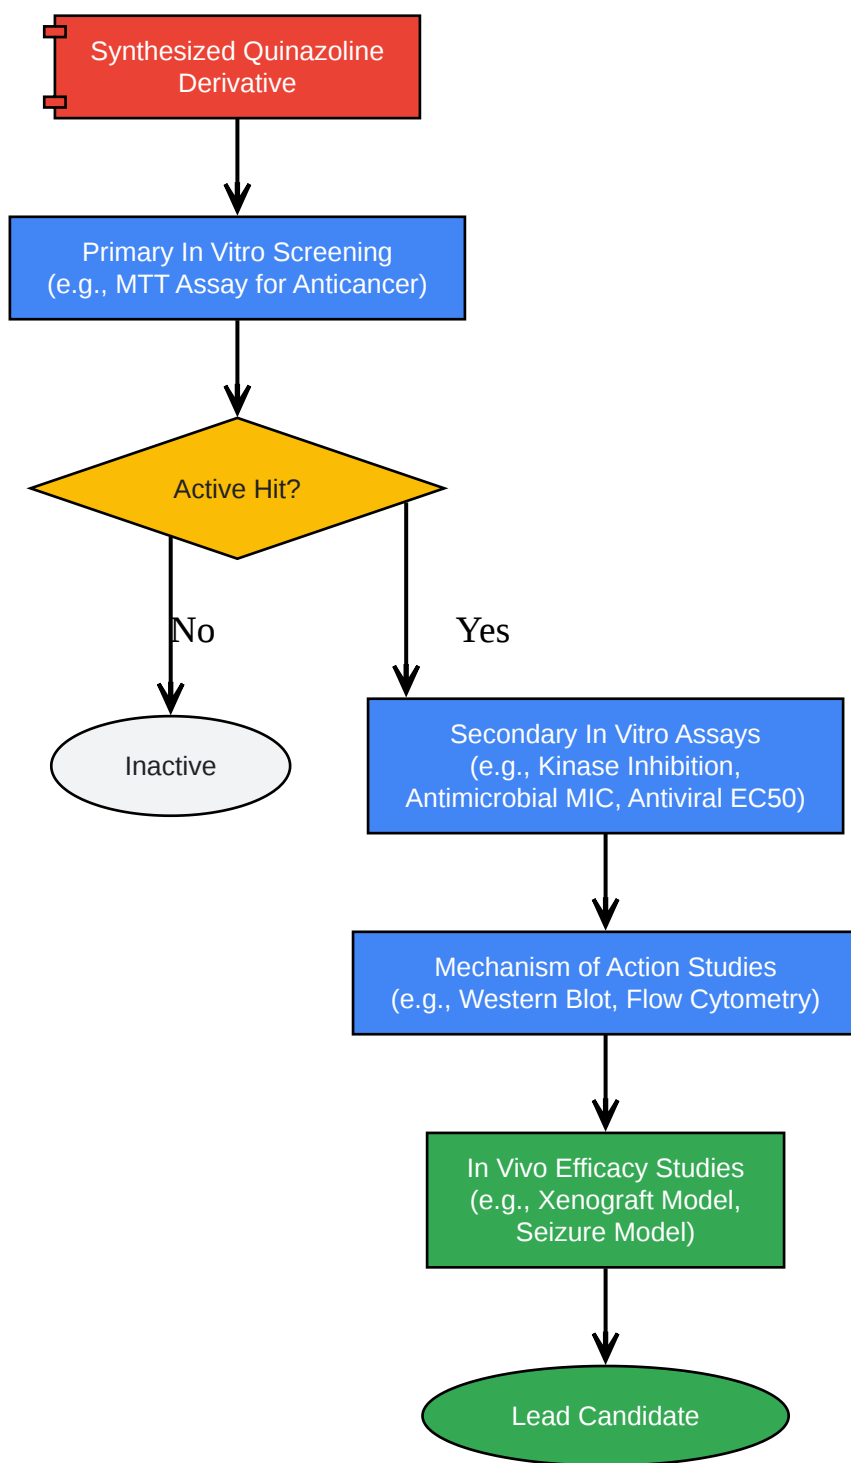 Synthesized Quinazoline
Derivative
Primary In Vitro Screening
(e.g., MTT Assay for Anticancer)
Active Hit?
No
Yes
Inactive
Secondary In Vitro Assays
(e.g., Kinase Inhibition,
Antimicrobial MIC, Antiviral EC50)
Mechanism of Action Studies
(e.g., Western Blot, Flow Cytometry)
In Vivo Efficacy Studies
(e.g., Xenograft Model,
Seizure Model)
Lead Candidate